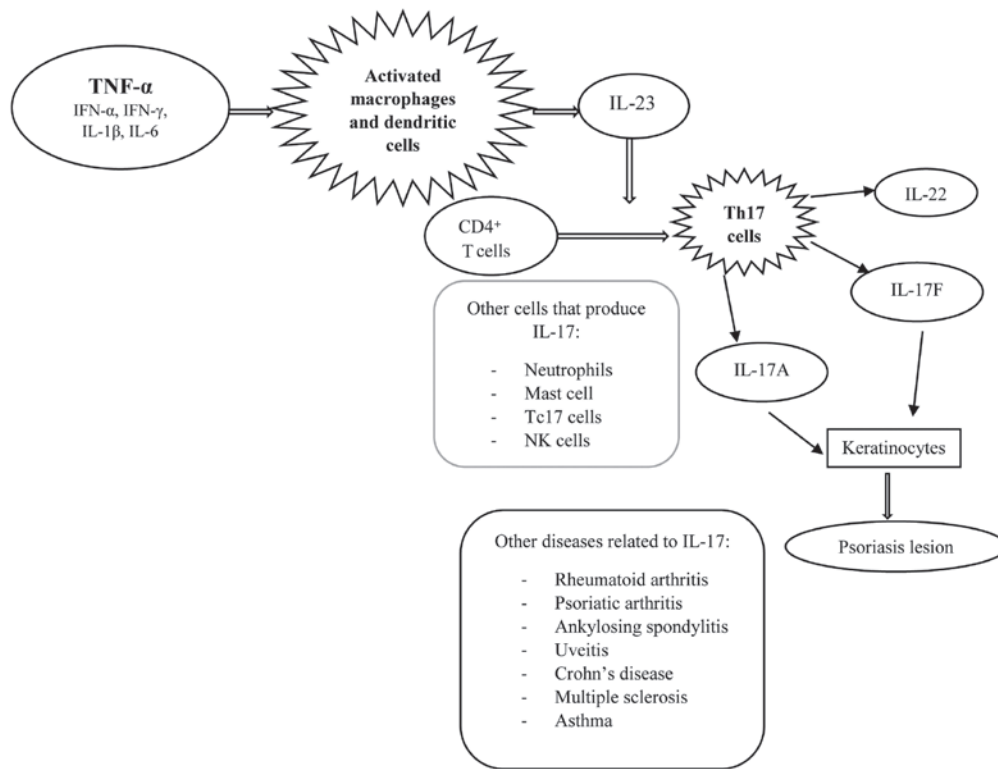 TNF-α
IFN-α, IFN-γ,
IL-1β, IL-6
Activated
macrophages
and dendritic
cells
IL-23
CD4⁺
T cells
Th17
cells
IL-22
IL-17F
IL-17A
Keratinocytes
Psoriasis lesion
Other cells that produce
IL-17:
- Neutrophils
- Mast cell
- Tc17 cells
- NK cells
Other diseases related to IL-17:
- Rheumatoid arthritis
- Psoriatic arthritis
- Ankylosing spondylitis
- Uveitis
- Crohn’s disease
- Multiple sclerosis
- Asthma